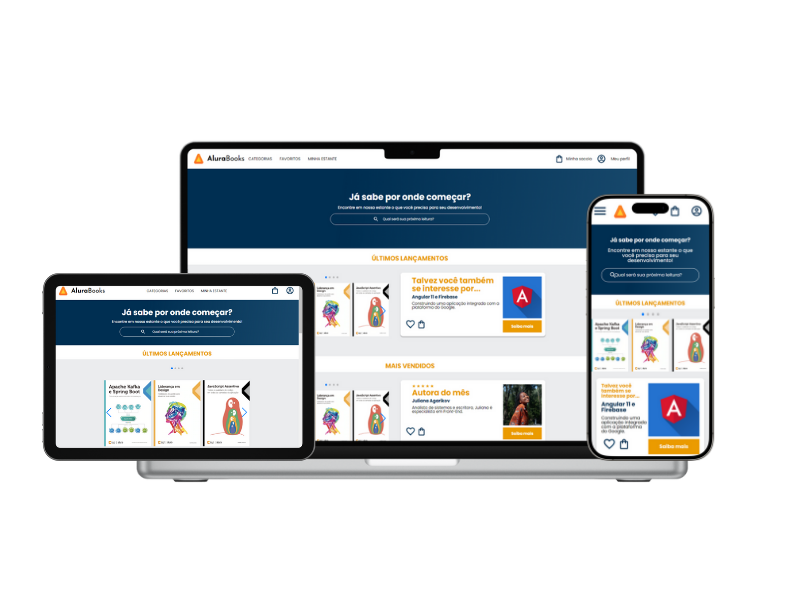 AluraBooks CATEGORIAS FAVORITOS MINHA ESTANTE Minha sacola Meu perfil
Já sabe por onde começar?
Encontre em nossa estante o que você precisa para seu desenvolvimento!
Qual será sua próxima leitura?
ÚLTIMOS LANÇAMENTOS
Liderança em
Design
JavaScript Assertivo
Talvez você também
se interesse por...
Angular 11 e Firebase
Construindo uma aplicação integrada com a
plataforma do Google.
Saiba mais
MAIS VENDIDOS
Liderança em
Design
JavaScript Assertivo
Autora do mês
Juliana Agarikov
Analista de sistemas e escritora, Juliana é
especialista em Front-End.
Saiba mais
AluraBooks CATEGORIAS FAVORITOS MINHA ESTANTE
Já sabe por onde começar?
Encontre em nossa estante o que você precisa para seu desenvolvimento!
Qual será sua próxima leitura?
ÚLTIMOS LANÇAMENTOS
Apache Kafka
e Spring Boot
Liderança em
Design
JavaScript Assertivo
Já sabe por onde começar?
Encontre em nossa estante o que
você precisa para seu
desenvolvimento!
Qual será sua próxima leitura?
ÚLTIMOS LANÇAMENTOS
Talvez você
também se
interesse por...
Angular 11 e
Firebase
Construindo uma
aplicação integrada
com a plataforma
do Google.
Saiba mais